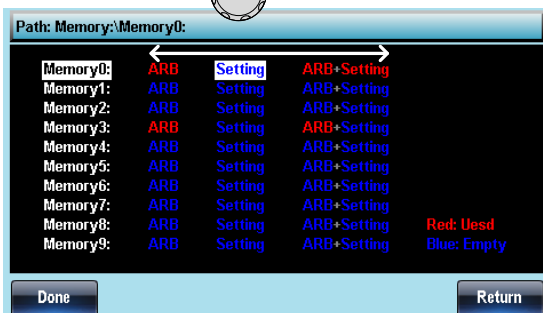 Path: Memory:\Memory0:
Memory0: ARB Setting ARB+Setting
Memory1: ARB Setting ARB+Setting
Memory2: ARB Setting ARB+Setting
Memory3: ARB Setting ARB+Setting
Memory4: ARB Setting ARB+Setting
Memory5: ARB Setting ARB+Setting
Memory6: ARB Setting ARB+Setting
Memory7: ARB Setting ARB+Setting
Memory8: ARB Setting ARB+Setting Red: Uesd
Memory9: ARB Setting ARB+Setting Blue: Empty
Done Return